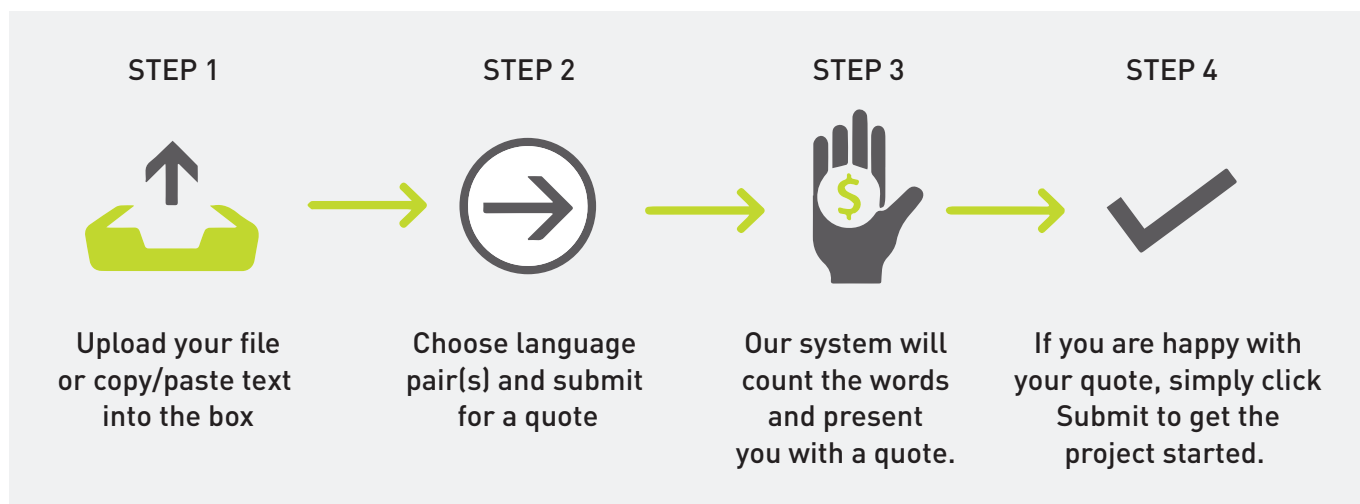 STEP 1
Upload your file
or copy/paste text
into the box
STEP 2
Choose language
pair(s) and submit
for a quote
STEP 3
$
Our system will
count the words
and present
you with a quote.
STEP 4
If you are happy with
your quote, simply click
Submit to get the
project started.